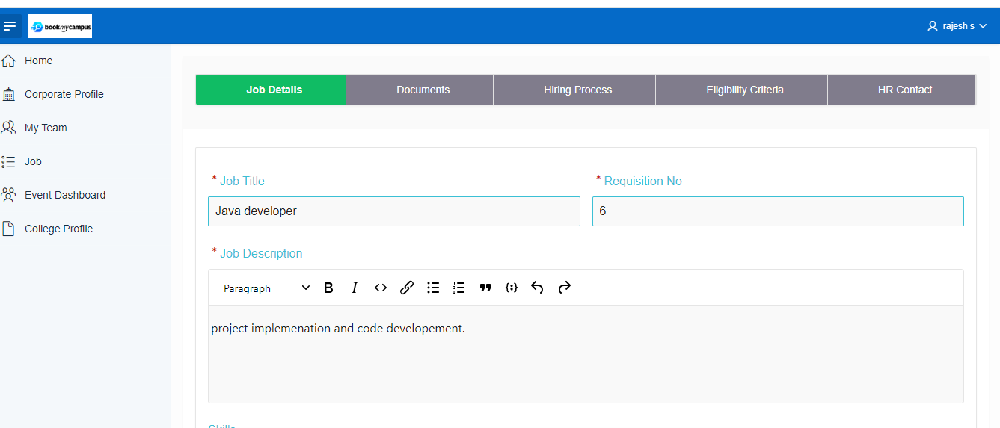 bookmycampus
rajesh s
Home
Corporate Profile
My Team
Job
Event Dashboard
College Profile
Job Details Documents Hiring Process Eligibility Criteria HR Contact
* Job Title * Requisition No
Java developer 6
* Job Description
Paragraph B I
project implemenation and code developement.
Skills